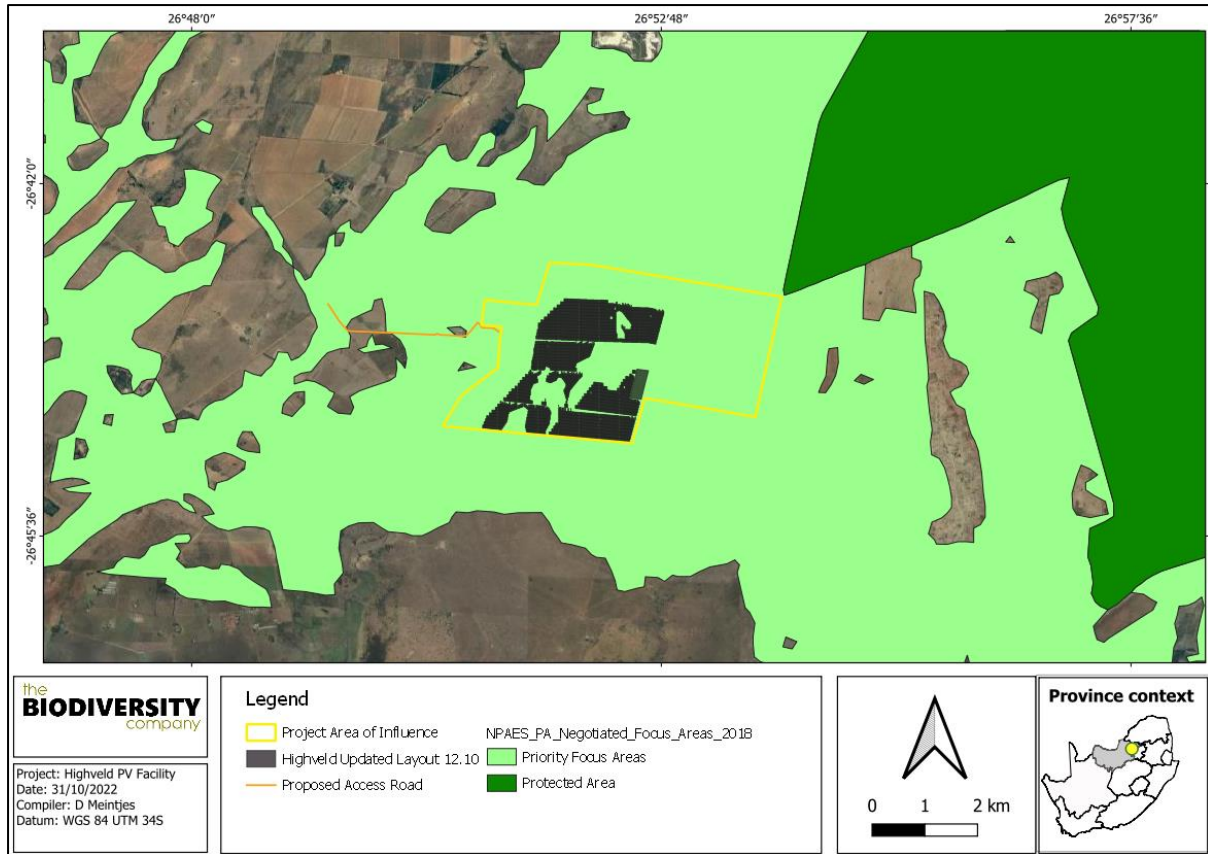 26°48′0″ 26°52′48″ 26°57′36″
-26°42′0″
-26°45′36″
the
BIODIVERSITY
company
Project: Highveld PV Facility
Date: 31/10/2022
Compiler: D Meintjes
Datum: WGS 84 UTM 34S
Legend
Project Area of Influence
Highveld Updated Layout 12.10
Proposed Access Road
NPAES_PA_Negotiated_Focus_Areas_2018
Priority Focus Areas
Protected Area
0 1 2 km
Province context